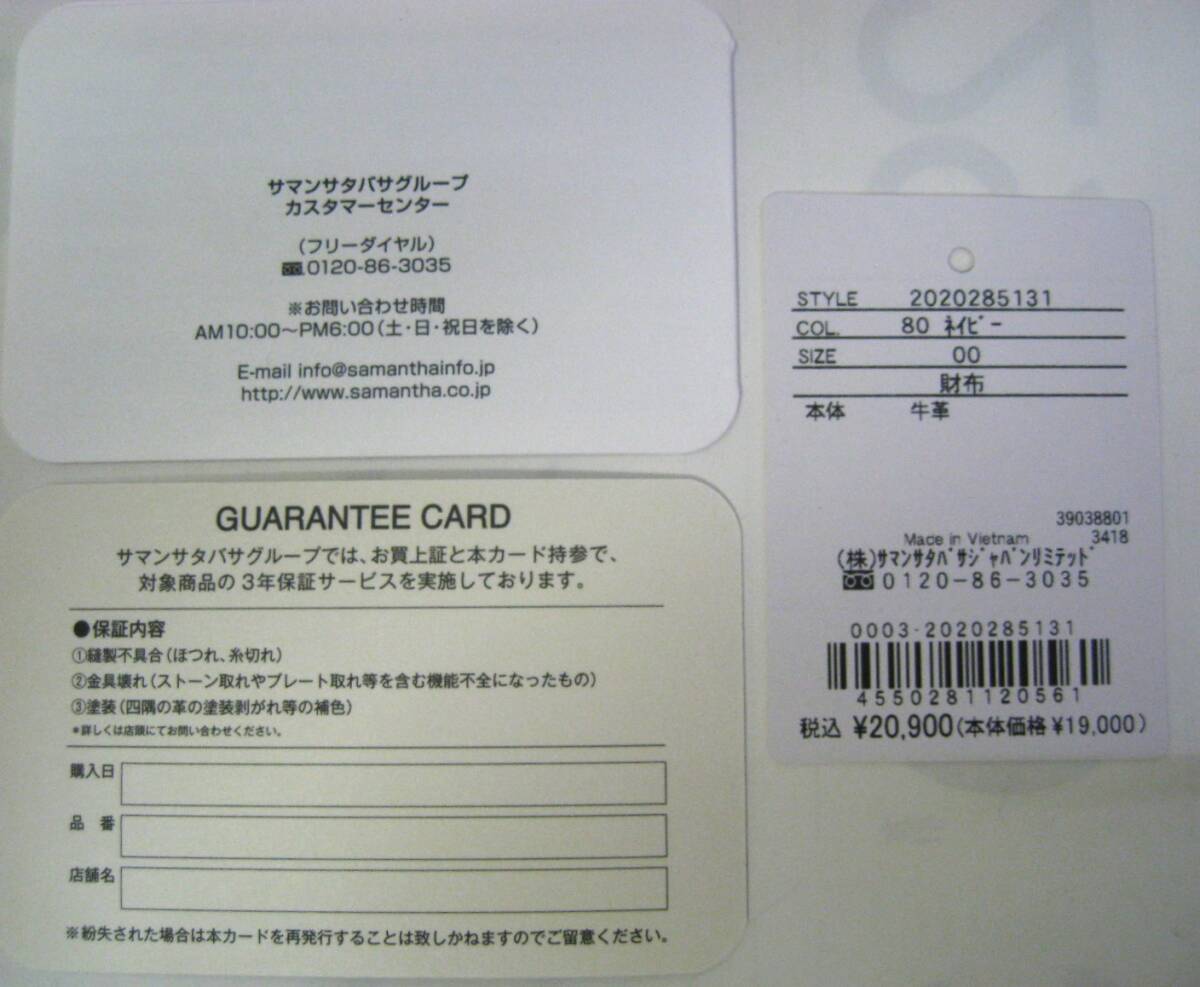 サマンサタバサグループ
カスタマーセンター
(フリーダイヤル)
0120-86-3035
※お問い合わせ時間
AM10:00〜PM6:00(土・日・祝日を除く)
E-mail info@samanthainfo.jp
http://www.samantha.co.jp
GUARANTEE CARD
サマンサタバサグループでは、お買上証と本カード持参で、
対象商品の3年保証サービスを実施しております。
●保証内容
①縫製不具合(ほつれ、糸切れ)
②金具壊れ(ストーン取れやプレート取れ等を含む機能不全になったもの)
③塗装(四隅の革の塗装剥がれ等の補色)
*詳しくは店頭にてお問い合わせください。
購入日
品 番
店舗名
※紛失された場合は本カードを再発行することは致しかねますのでご留意ください。
STYLE 2020285131
COL. 80 ﾈｲﾋﾞｰ
SIZE 00
財布
本体 牛革
39038801
Made in Vietnam 3418
(株)ｻﾏﾝｻﾀﾊﾞｻｼﾞｬﾊﾟﾝﾘﾐﾃｯﾄﾞ
0120-86-3035
0003-2020285131
4550281120561
税込 ¥20,900(本体価格¥19,000)